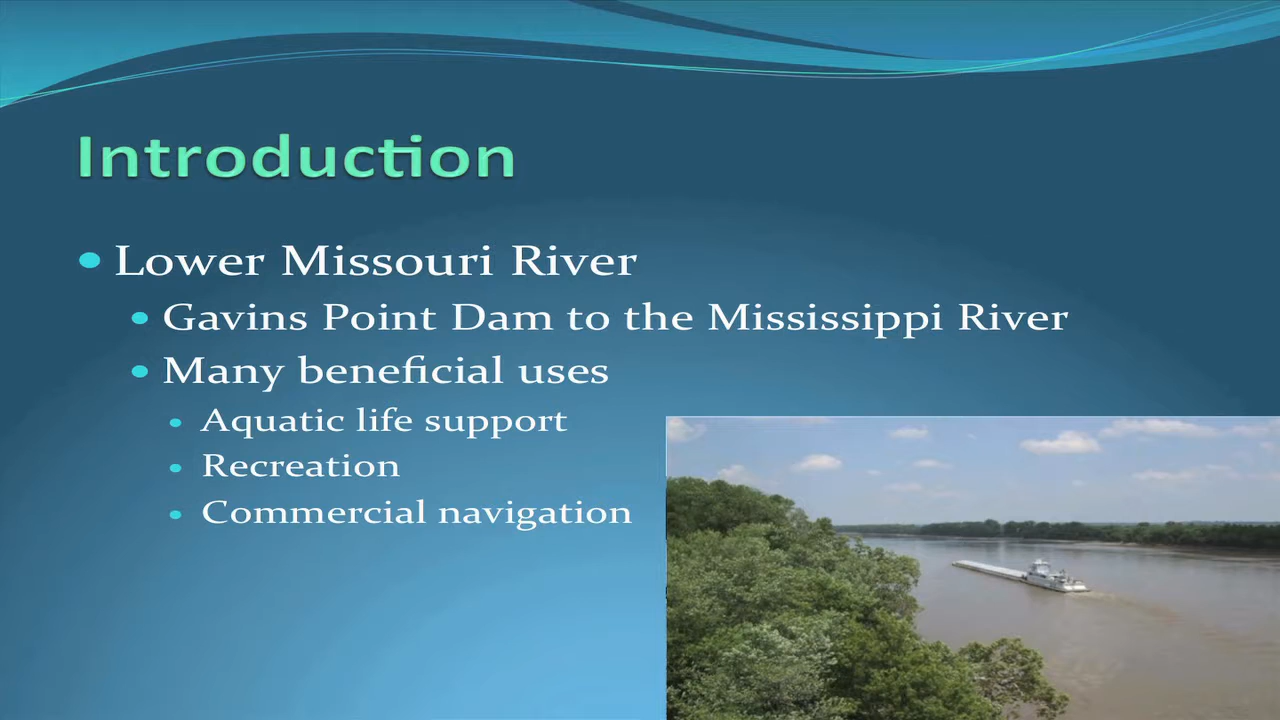 Introduction
• Lower Missouri River
• Gavins Point Dam to the Mississippi River
• Many beneficial uses
• Aquatic life support
• Recreation
• Commercial navigation